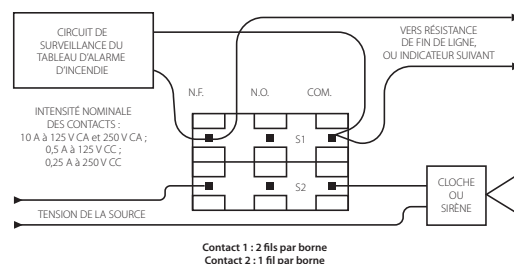 CIRCUIT DE
SURVEILLANCE DU
TABLEAU D'ALARME
D'INCENDIE
VERS RÉSISTANCE
DE FIN DE LIGNE,
OU INDICATEUR SUIVANT
N.F. N.O. COM.
INTENSITÉ NOMINALE
DES CONTACTS :
10 A à 125 V CA et 250 V CA ;
0,5 A à 125 V CC ;
0,25 A à 250 V CC
S1
S2
CLOCHE
OU
SIRÈNE
TENSION DE LA SOURCE
Contact 1 : 2 fils par borne
Contact 2 : 1 fil par borne